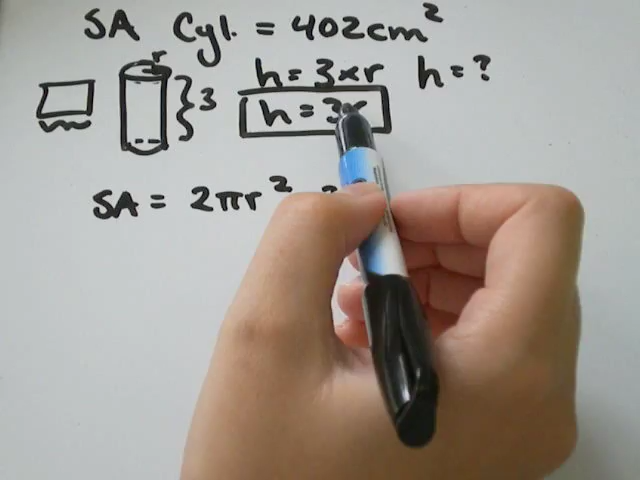 SA Cyl. = 402cm²
h = 3×r h = ?
r
3
h = 3r
SA = 2πr²